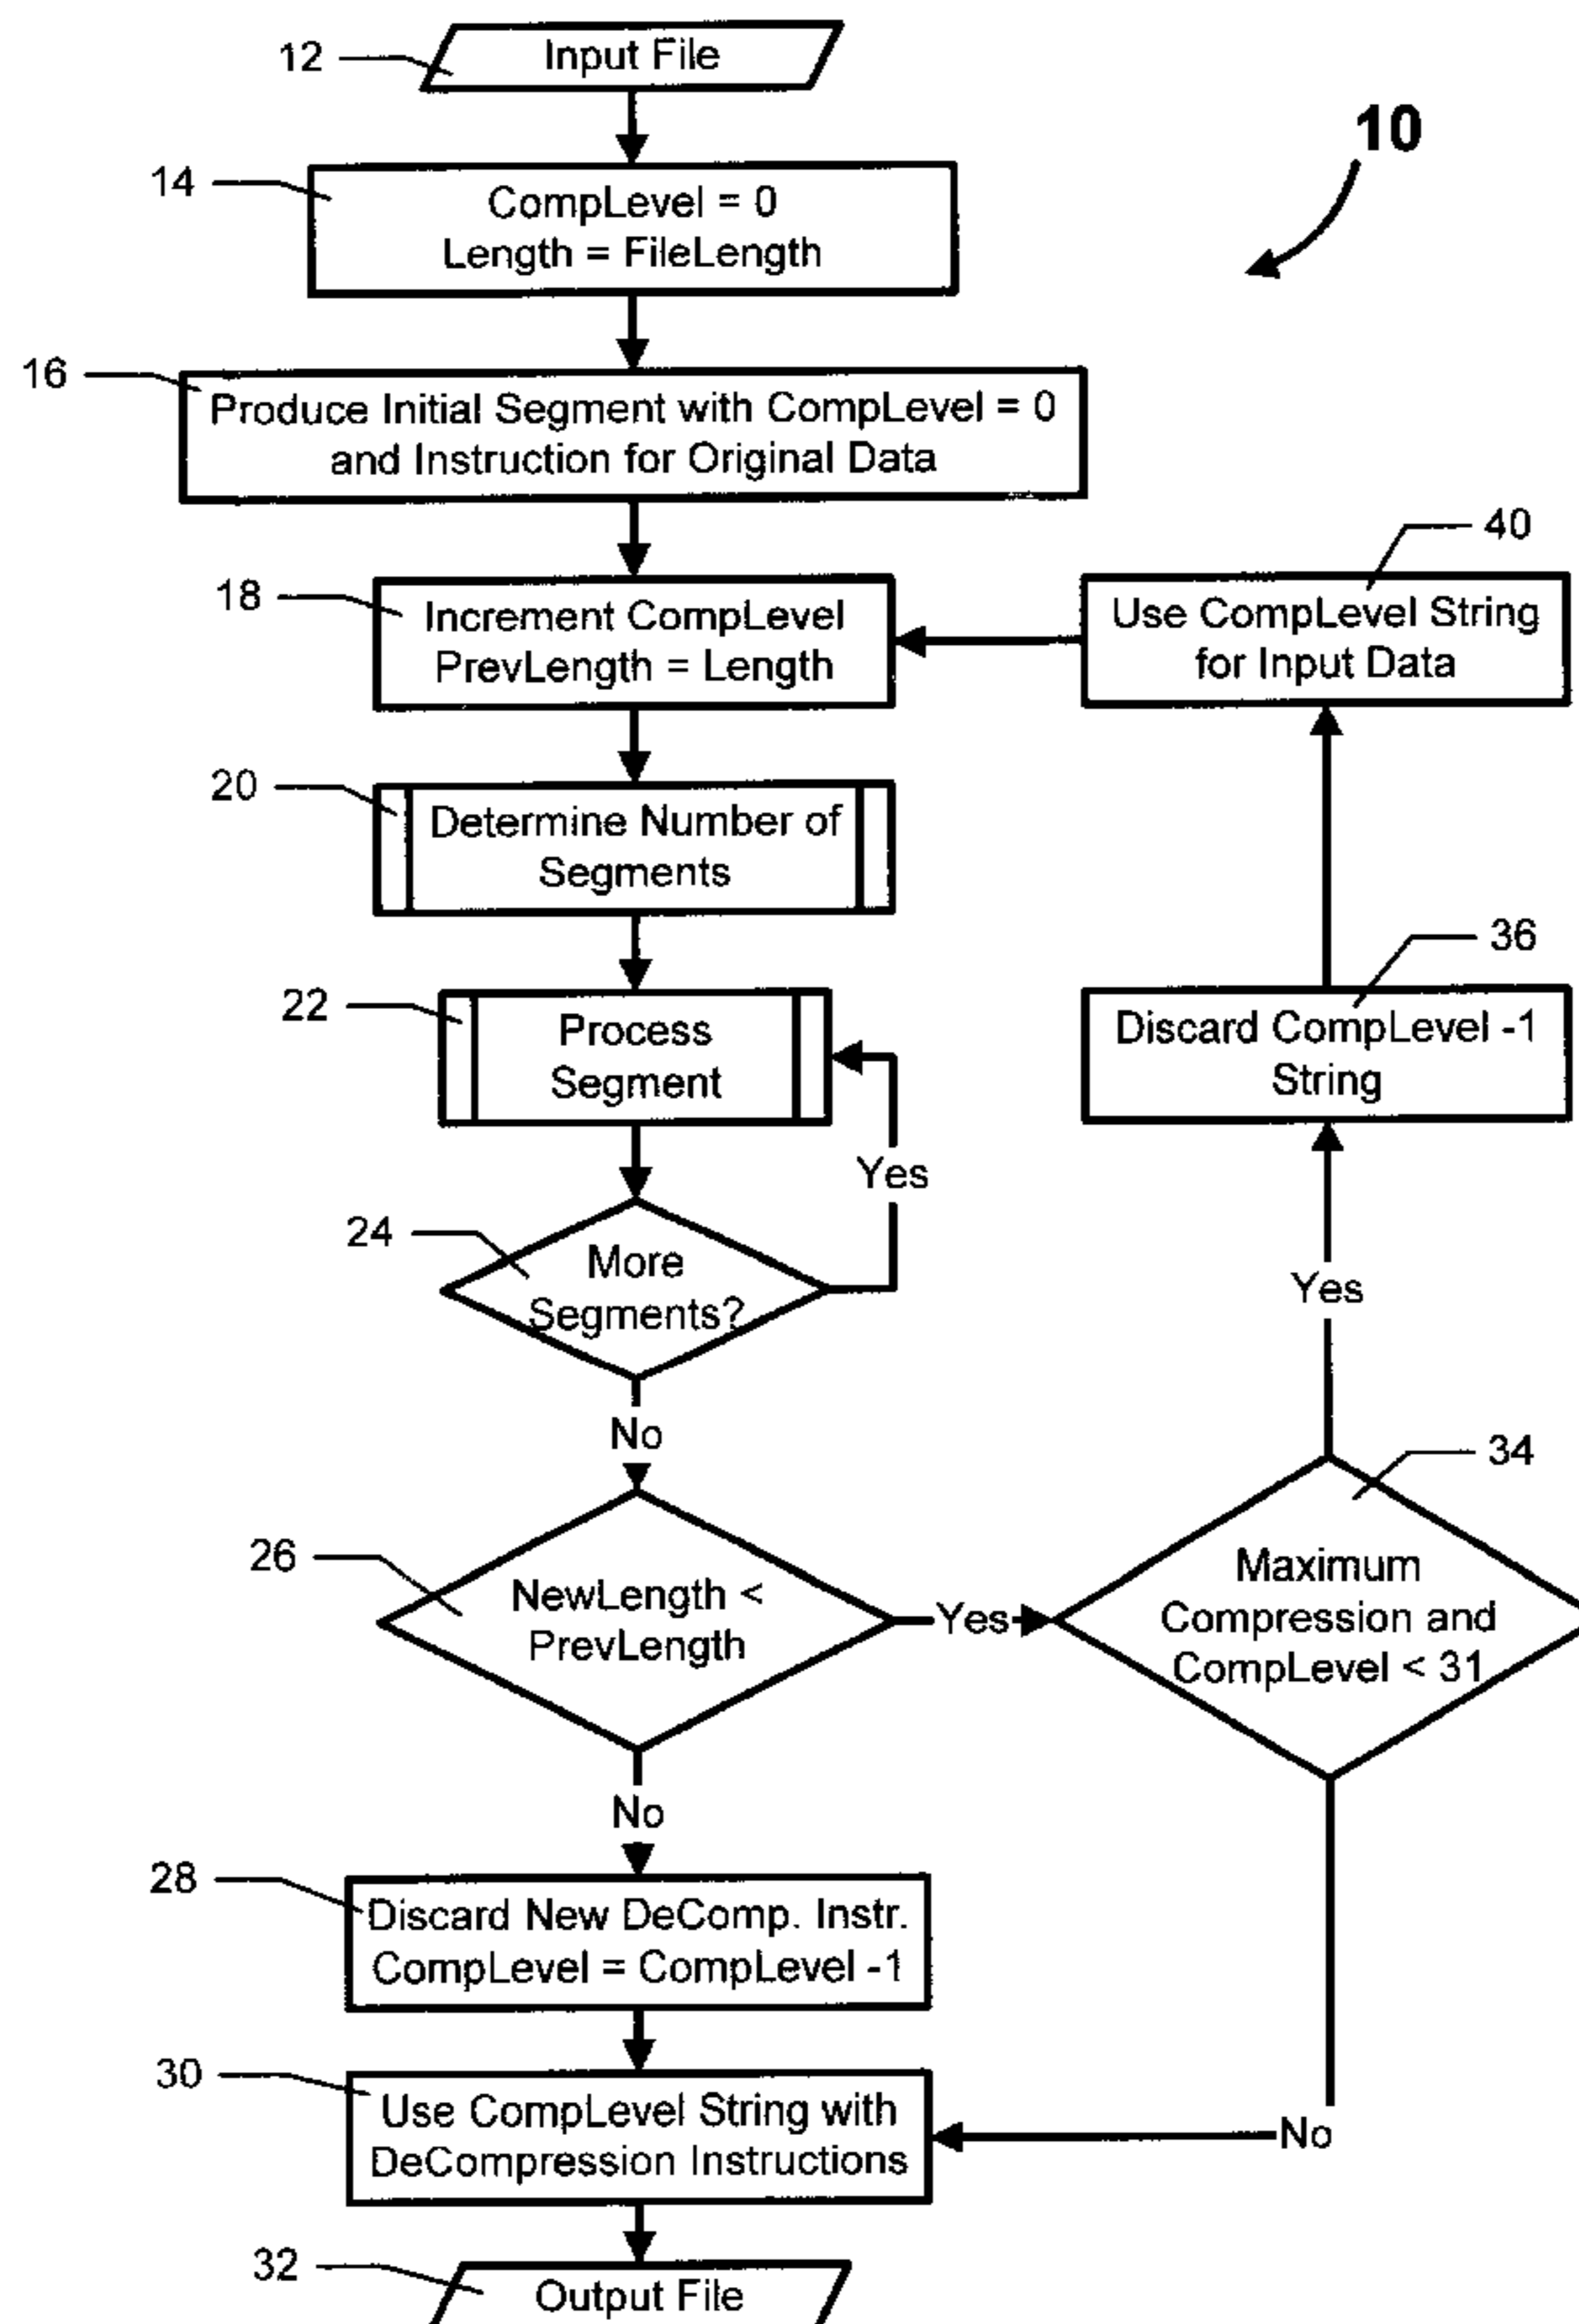 12
Input File
10
14
CompLevel = 0
Length = FileLength
16
Produce Initial Segment with CompLevel = 0
and Instruction for Original Data
40
18
Increment CompLevel
PrevLength = Length
Use CompLevel String
for Input Data
20
Determine Number of
Segments
36
22
Process
Segment
Discard CompLevel -1
String
Yes
24
More
Segments?
Yes
No
34
26
NewLength <
PrevLength
Yes
Maximum
Compression and
CompLevel < 31
No
28
Discard New DeComp. Instr.
CompLevel = CompLevel -1
30
Use CompLevel String with
DeCompression Instructions
No
32
Output File